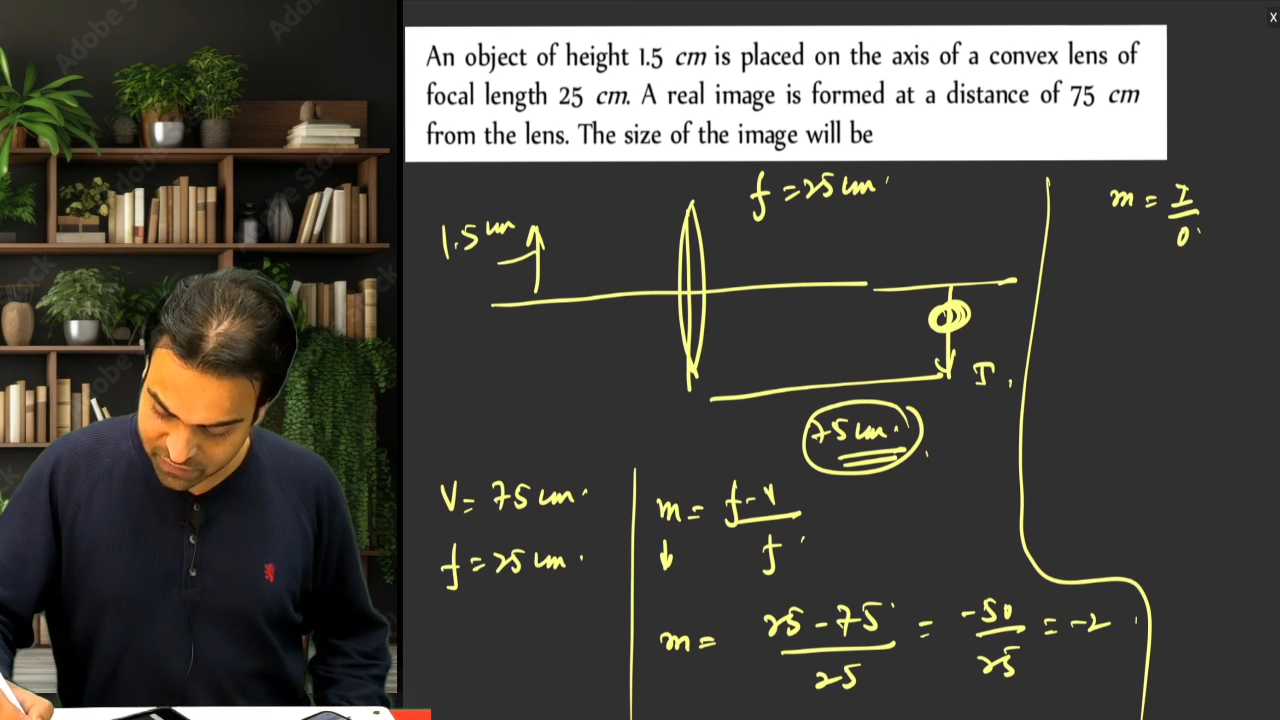 An object of height 1.5 cm is placed on the axis of a convex lens of
focal length 25 cm. A real image is formed at a distance of 75 cm
from the lens. The size of the image will be
f = 25 cm.
1.5 cm
m = I/O
I.
75 cm.
V = 75 cm.
f = 25 cm.
m = f-v/f
m = 25-75/25 = -50/25 = -2
X
Adobe Stock